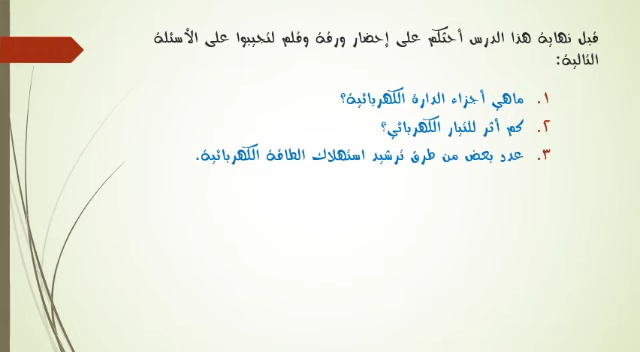 قبل نهاية هذا الدرس أحثكم على إحضار ورقة وقلم لتجيبوا على الأسئلة
التالية:
١. ماهي أجزاء الدارة الكهربائية؟
٢. كم أثر للتيار الكهربائي؟
٣. عدد بعض من طرق ترشيد استهلاك الطاقة الكهربائية.